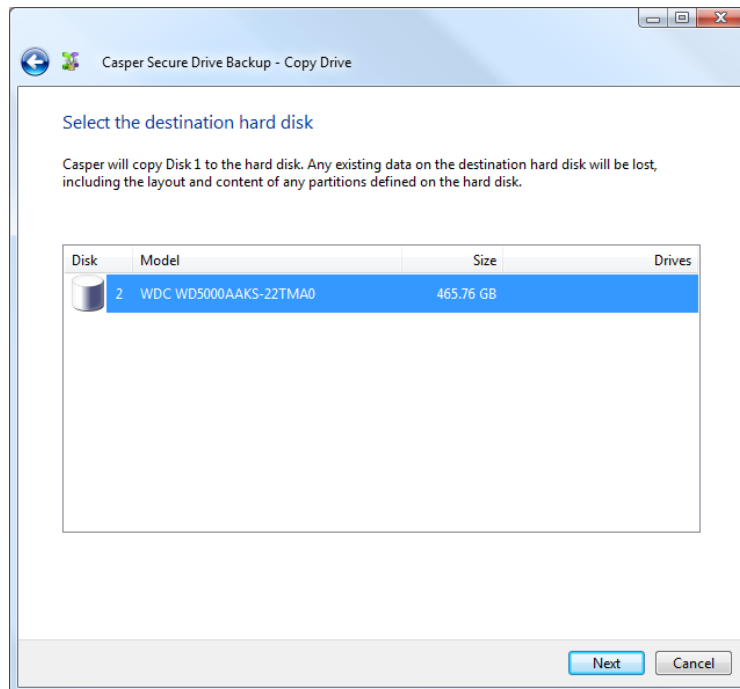 Casper Secure Drive Backup - Copy Drive
Select the destination hard disk
Casper will copy Disk 1 to the hard disk. Any existing data on the destination hard disk will be lost,
including the layout and content of any partitions defined on the hard disk.
Disk Model Size Drives
2 WDC WD5000AAKS-22TMA0 465.76 GB
Next Cancel